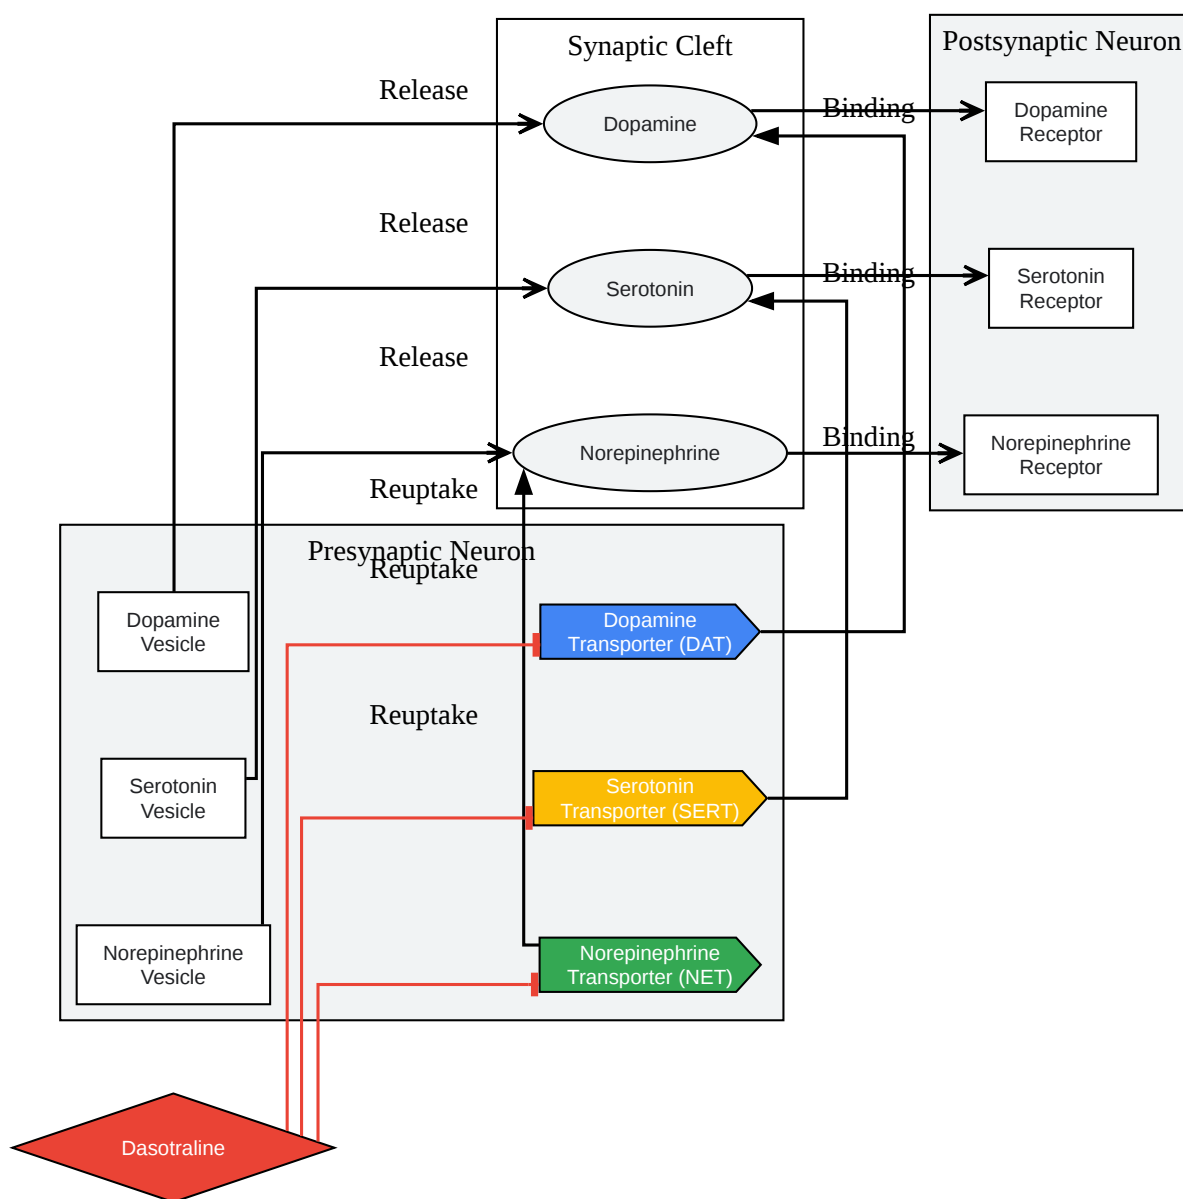 Synaptic Cleft
Postsynaptic Neuron
Release
Dopamine
Binding
Dopamine
Receptor
Release
Serotonin
Binding
Serotonin
Receptor
Release
Norepinephrine
Binding
Norepinephrine
Receptor
Reuptake
Presynaptic Neuron
Reuptake
Dopamine
Vesicle
Dopamine
Transporter (DAT)
Reuptake
Serotonin
Vesicle
Serotonin
Transporter (SERT)
Norepinephrine
Vesicle
Norepinephrine
Transporter (NET)
Dasotraline